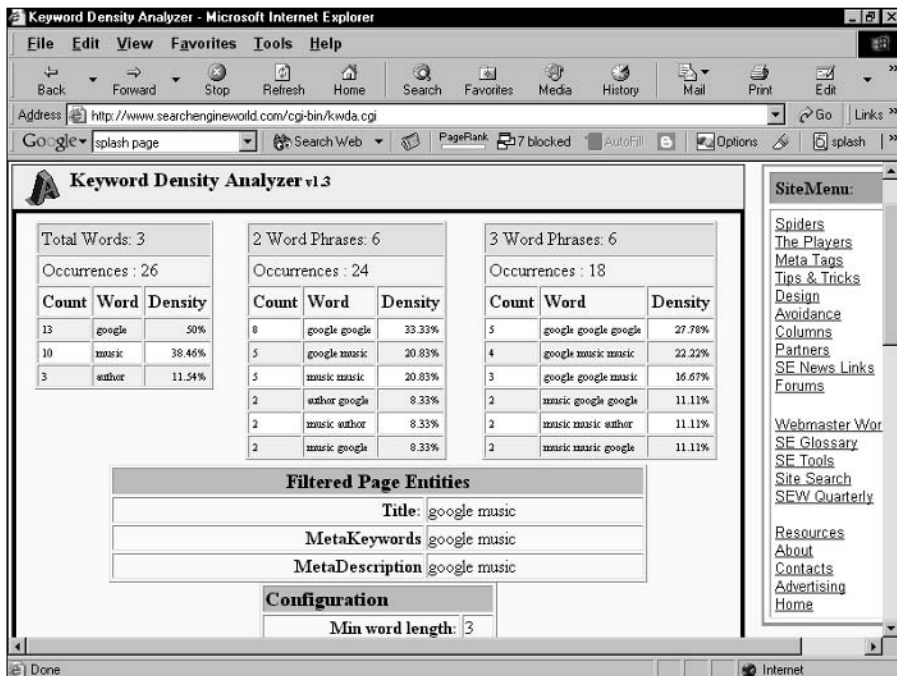 Keyword Density Analyzer - Microsoft Internet Explorer
File Edit View Favorites Tools Help
Back Forward Stop Refresh Home Search Favorites Media History Mail Print Edit
Address http://www.searchengineworld.com/cgi-bin/kwda.cgi Go Links
Google splash page Search Web PageRank 7 blocked AutoFill Options splash
Keyword Density Analyzer v1.3
Total Words: 3
Occurrences : 26
Count Word Density
13 google 50%
10 music 38.46%
3 author 11.54%
2 Word Phrases: 6
Occurrences : 24
Count Word Density
8 google google 33.33%
5 google music 20.83%
5 music music 20.83%
2 author google 8.33%
2 music author 8.33%
2 music google 8.33%
3 Word Phrases: 6
Occurrences : 18
Count Word Density
5 google google google 27.78%
4 google music music 22.22%
3 google google music 16.67%
2 music google google 11.11%
2 music music author 11.11%
2 music music google 11.11%
Filtered Page Entities
Title: google music
MetaKeywords google music
MetaDescription google music
Configuration
Min word length: 3
SiteMenu:
Spiders
The Players
Meta Tags
Tips & Tricks
Design
Avoidance
Columns
Partners
SE News Links
Forums
Webmaster Wor
SE Glossary
SE Tools
Site Search
SEW Quarterly
Resources
About
Contacts
Advertising
Home
Done Internet